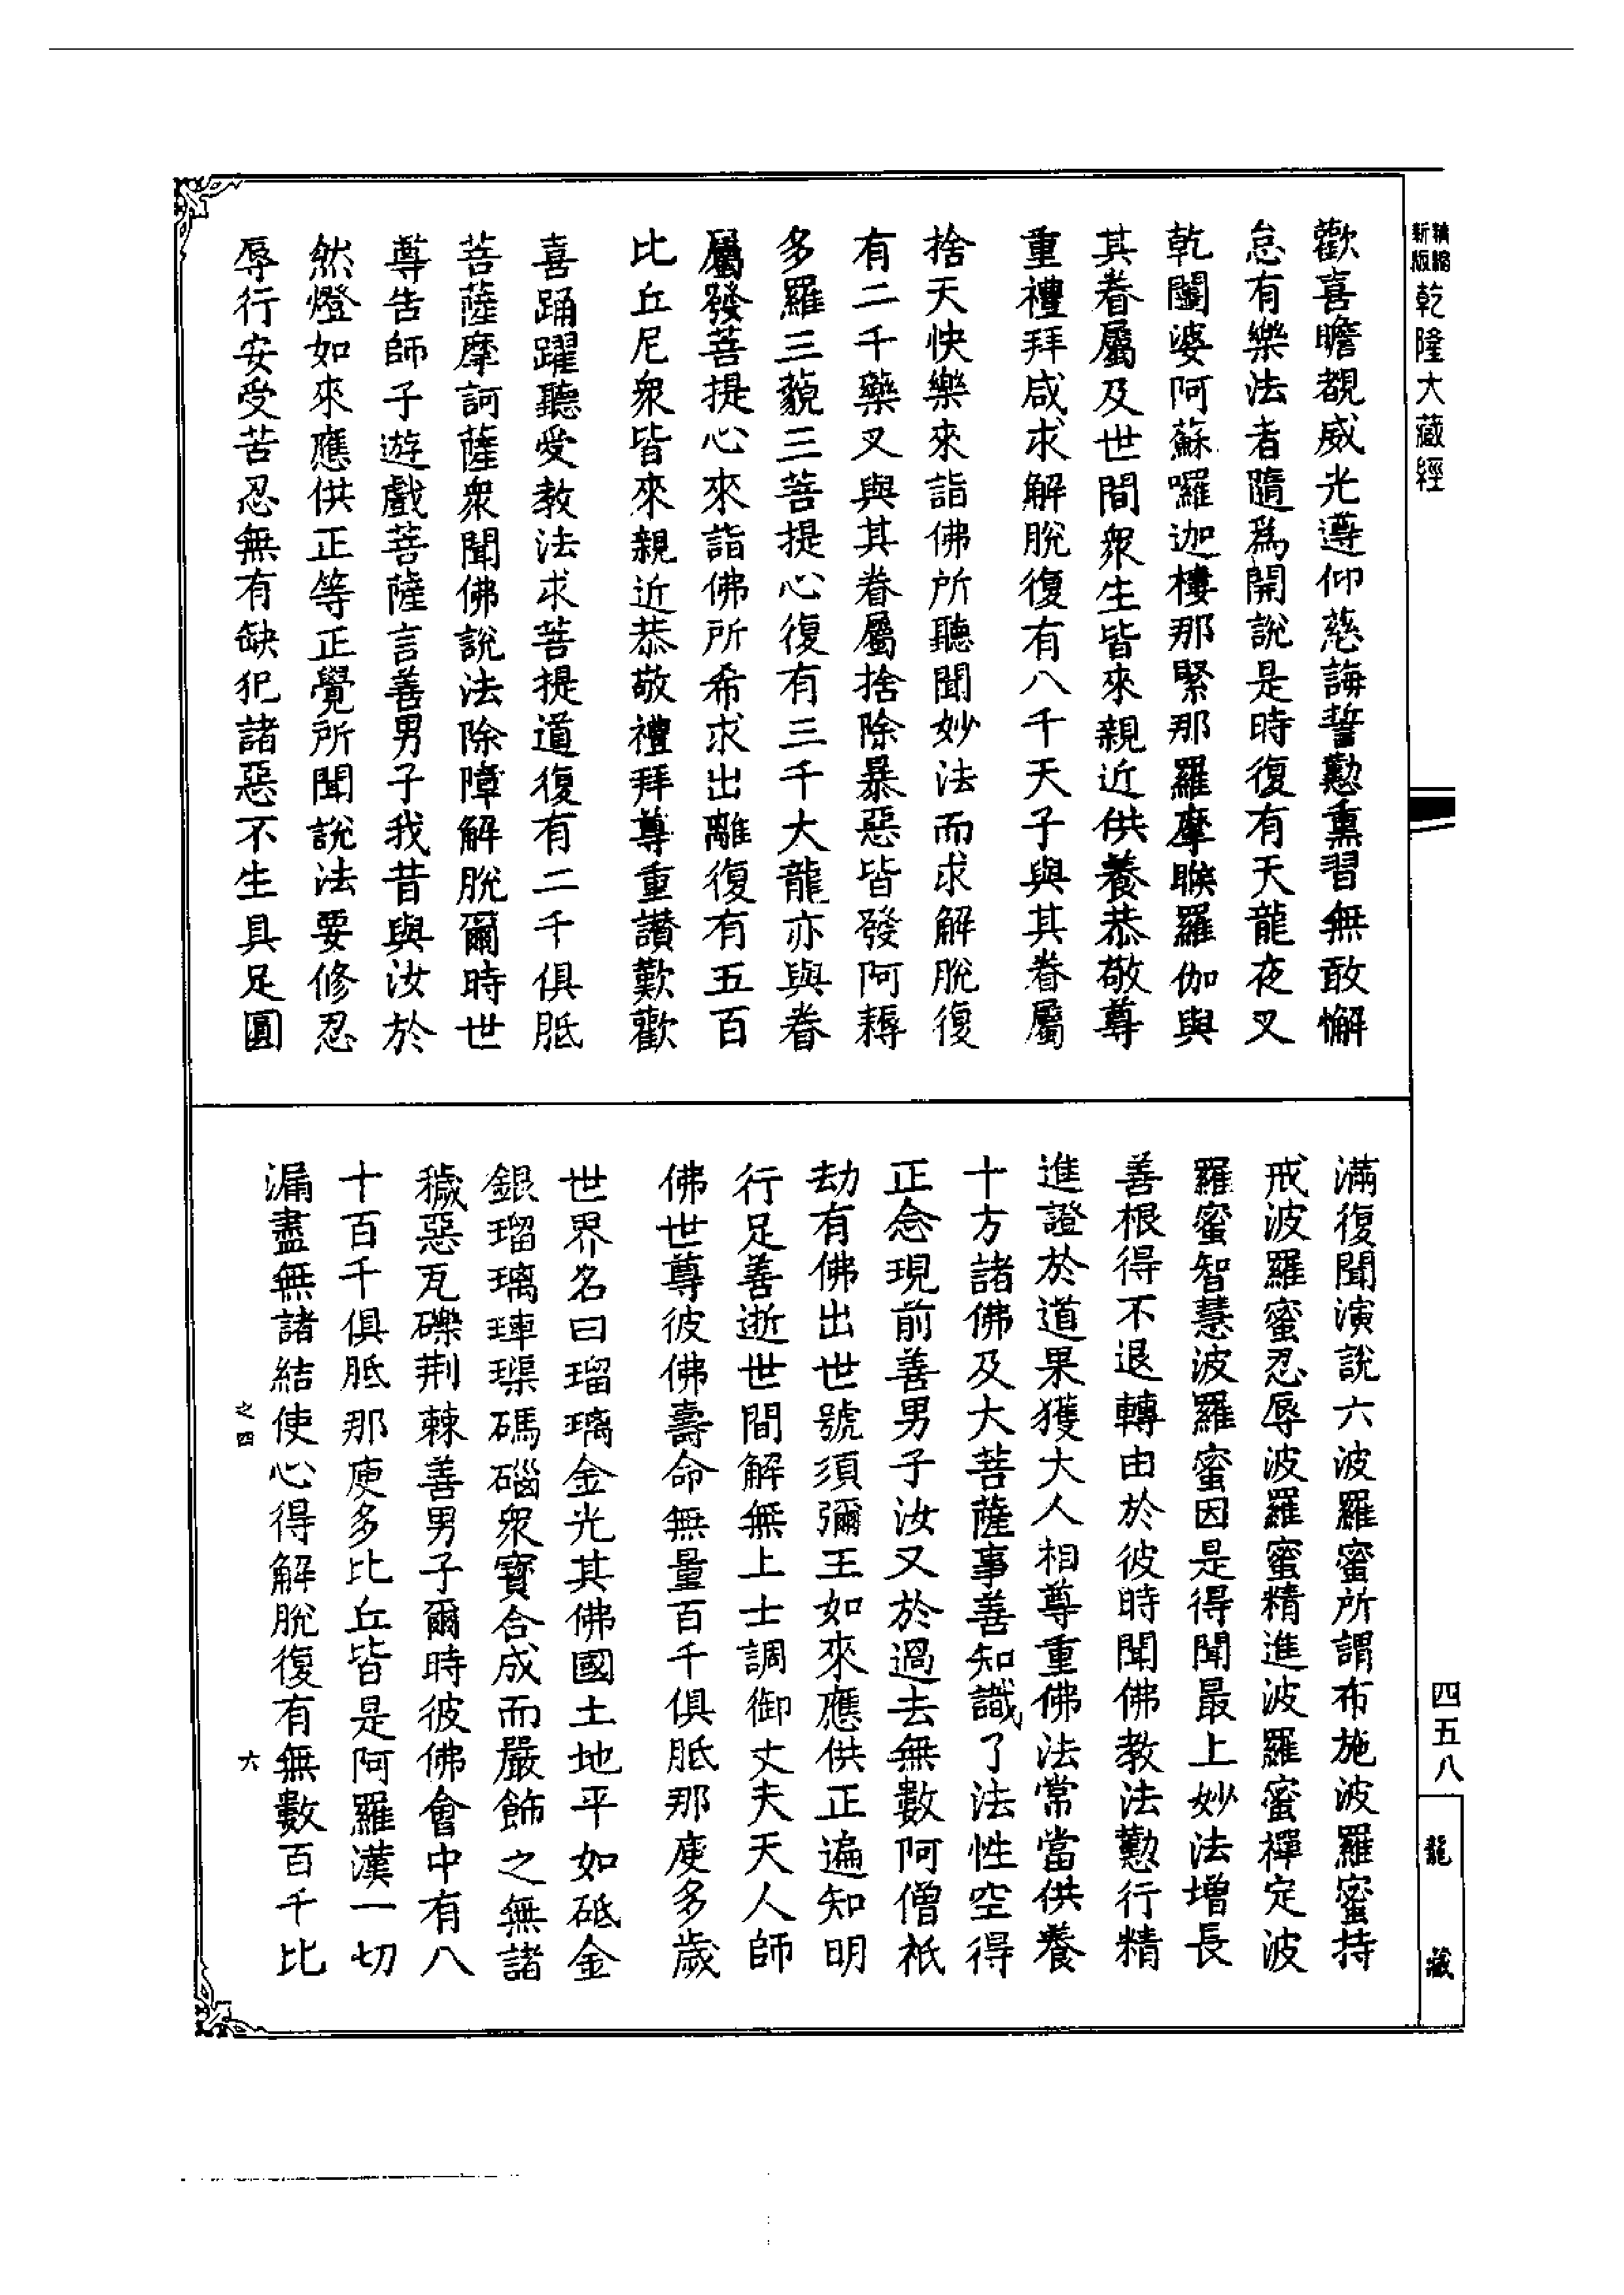 精縮新版乾隆大藏經
歡喜瞻覩威光遵仰慈誨誓懃熏習無敢懈
怠有樂法者隨爲開說是時復有天龍夜叉
乾闥婆阿蘇囉迦樓那緊那羅摩睺羅伽與
其眷屬及世間衆生皆來親近供養恭敬尊
重禮拜咸求解脫復有八千天子與其眷屬
捨天快樂來詣佛所聽聞妙法而求解脫復
有二千藥叉與其眷屬捨除暴惡皆發阿耨
多羅三藐三菩提心復有三千大龍亦與眷
屬發菩提心來詣佛所希求出離復有五百
比丘尼衆皆來親近恭敬禮拜尊重讚歎歡
喜踊躍聽受教法求菩提道復有二千俱胝
菩薩摩訶薩衆聞佛說法除障解脫爾時世
尊告師子遊戲菩薩言善男子我昔與汝於
然燈如來應供正等正覺所聞說法要修忍
辱行安受苦忍無有缺犯諸惡不生具足圓
滿復聞演說六波羅蜜所謂布施波羅蜜持
戒波羅蜜忍辱波羅蜜精進波羅蜜禪定波
羅蜜智慧波羅蜜因是得聞最上妙法增長
善根得不退轉由於彼時聞佛教法懃行精
進證於道果獲大人相尊重佛法常當供養
十方諸佛及大菩薩事善知識了法性空得
正念現前善男子汝又於過去無數阿僧祇
劫有佛出世號須彌王如來應供正遍知明
行足善逝世間解無上士調御丈夫天人師
佛世尊彼佛壽命無量百千俱胝那庾多歲
世界名曰瑠璃金光其佛國土地平如砥金
銀瑠璃硨磲碼碯衆寶合成而嚴飾之無諸
穢惡瓦礫荆棘善男子爾時彼佛會中有八
十百千俱胝那庾多比丘皆是阿羅漢一切
漏盡無諸結使心得解脫復有無數百千比
之四
六
四五八
龍藏